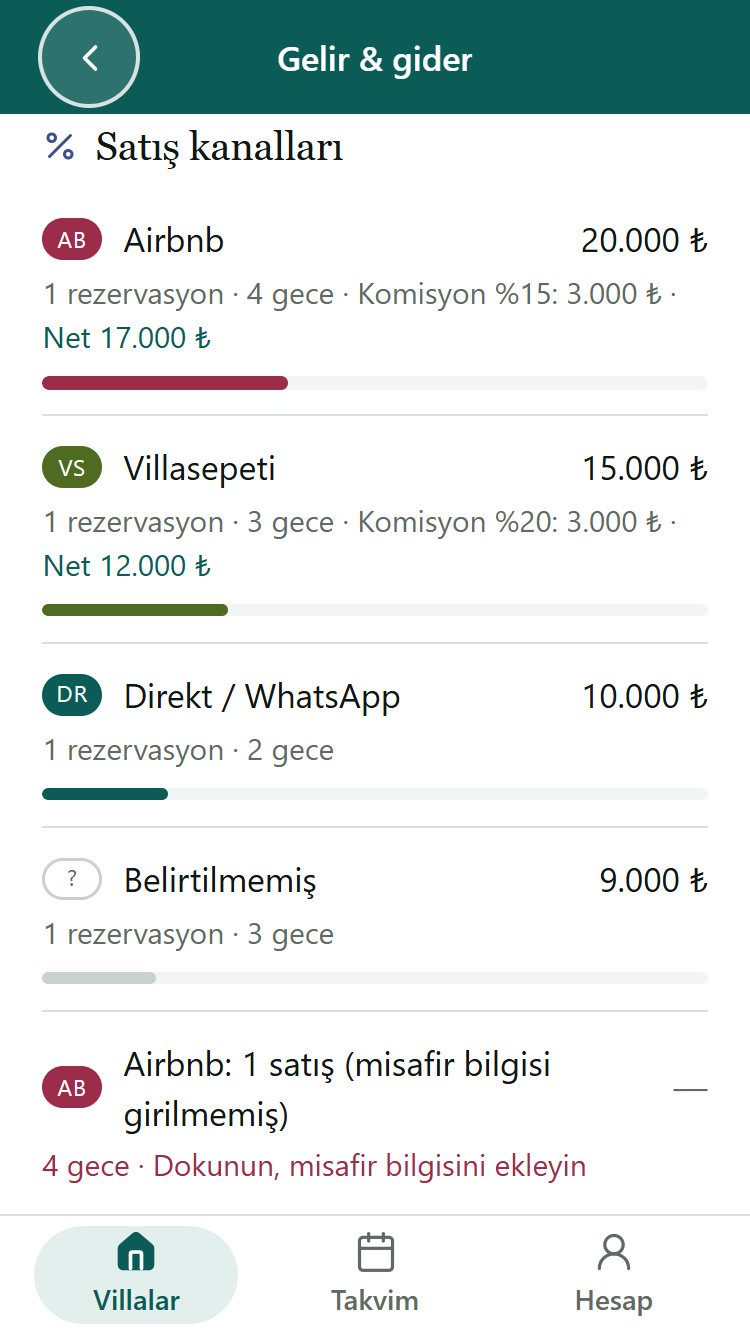 Gelir & gider
% Satış kanalları
AB Airbnb 20.000 ₺
1 rezervasyon · 4 gece · Komisyon %15: 3.000 ₺ ·
Net 17.000 ₺
VS Villasepeti 15.000 ₺
1 rezervasyon · 3 gece · Komisyon %20: 3.000 ₺ ·
Net 12.000 ₺
DR Direkt / WhatsApp 10.000 ₺
1 rezervasyon · 2 gece
? Belirtilmemiş 9.000 ₺
1 rezervasyon · 3 gece
AB Airbnb: 1 satış (misafir bilgisi
girilmemiş) —
4 gece · Dokunun, misafir bilgisini ekleyin
Villalar Takvim Hesap